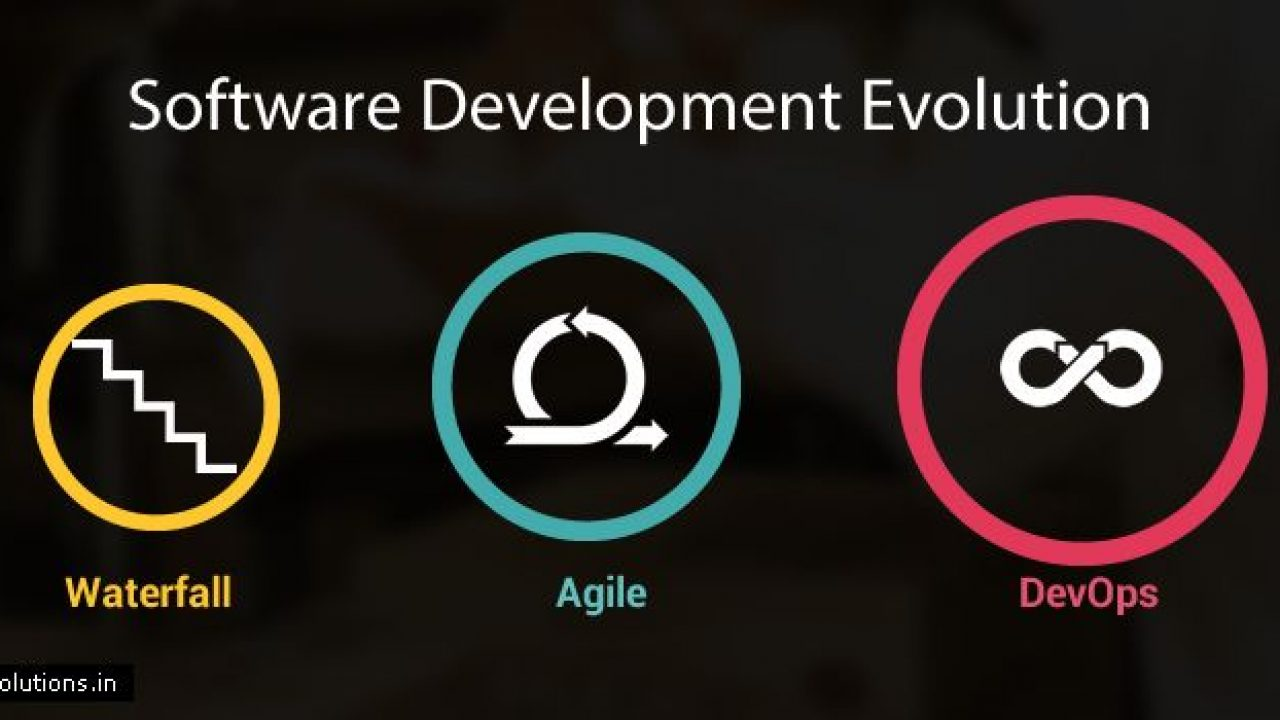 Software Development Evolution
Waterfall
Agile
DevOps
olutions.in